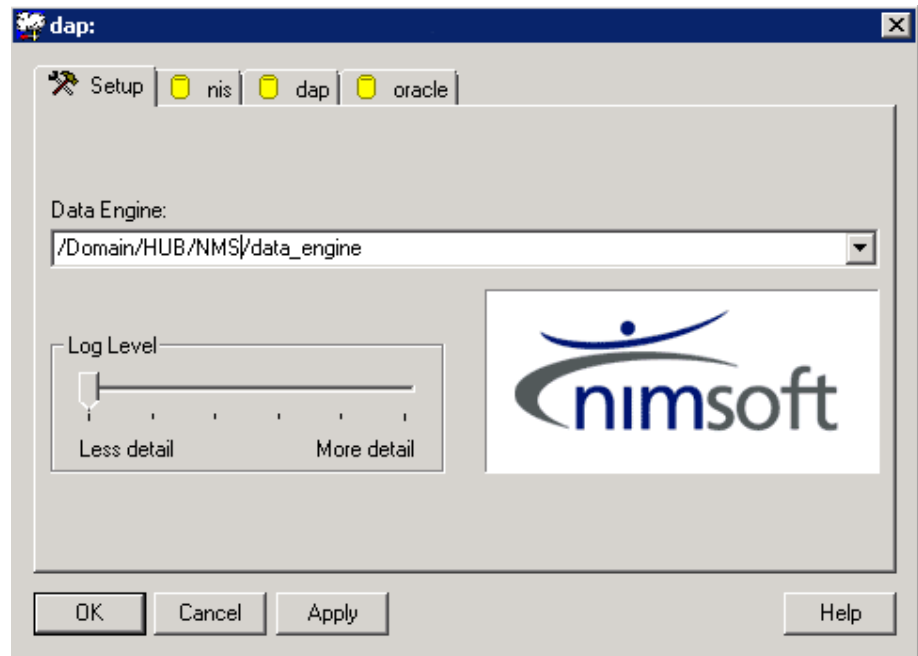 dap:
Setup nis dap oracle
Data Engine:
/Domain/HUB/NMS/data_engine
Log Level
Less detail More detail
nimsoft
OK Cancel Apply Help